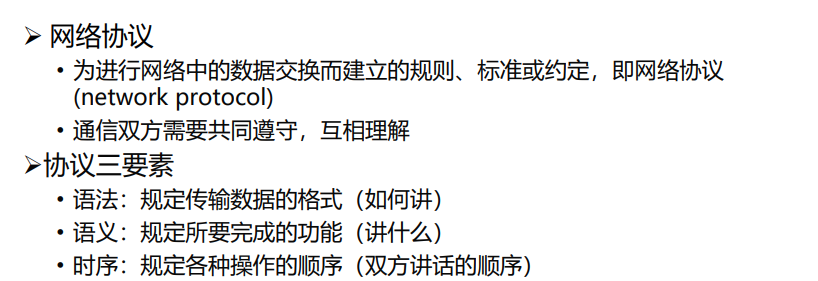 ➢ 网络协议
• 为进行网络中的数据交换而建立的规则、标准或约定，即网络协议
(network protocol)
• 通信双方需要共同遵守，互相理解
➢协议三要素
• 语法：规定传输数据的格式（如何讲）
• 语义：规定所要完成的功能（讲什么）
• 时序：规定各种操作的顺序（双方讲话的顺序）